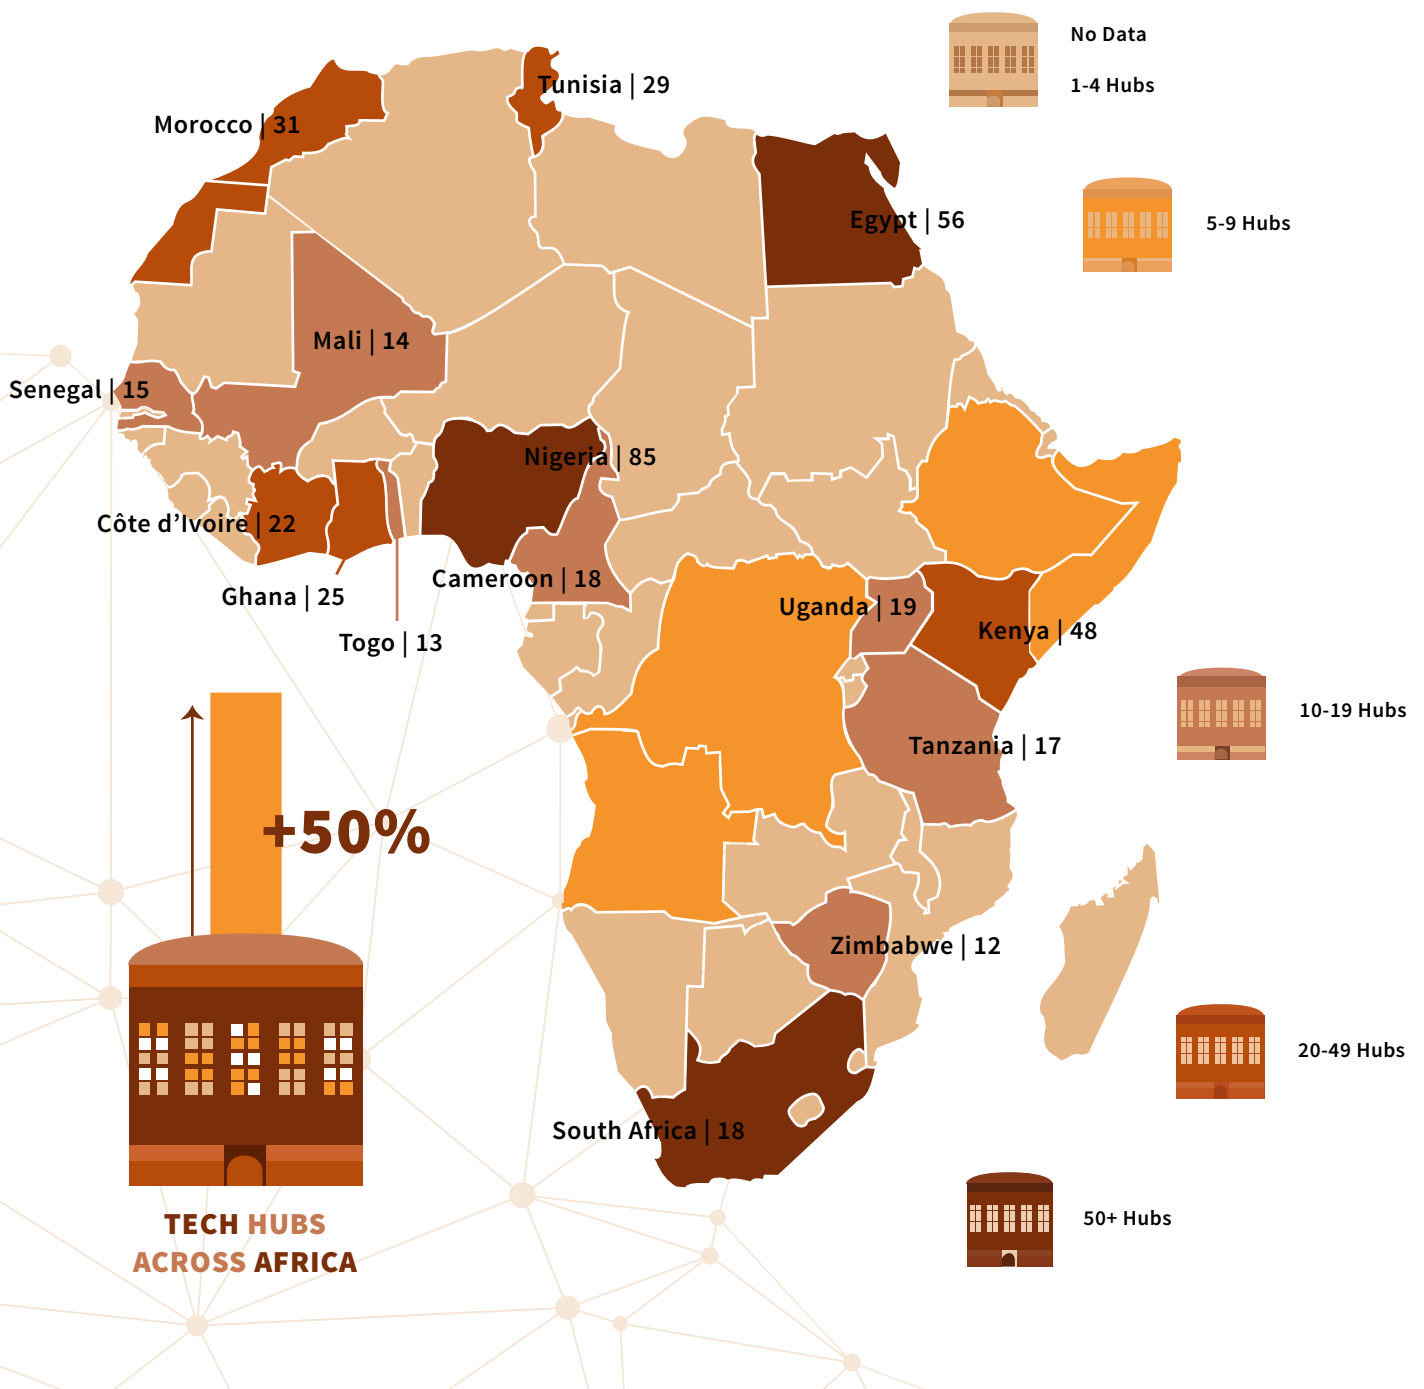 No Data
1-4 Hubs
Tunisia | 29
Morocco | 31
Egypt | 56
5-9 Hubs
Mali | 14
Senegal | 15
Nigeria | 85
Côte d’Ivoire | 22
Cameroon | 18
Ghana | 25
Uganda | 19
Kenya | 48
Togo | 13
10-19 Hubs
Tanzania | 17
+50%
Zimbabwe | 12
20-49 Hubs
South Africa | 18
50+ Hubs
TECH HUBS
ACROSS AFRICA